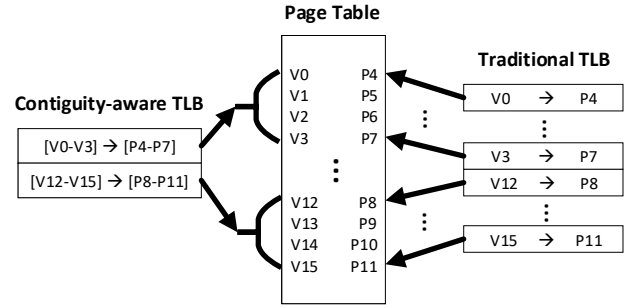 Page Table
Contiguity-aware TLB
[V0-V3] → [P4-P7]
[V12-V15] → [P8-P11]
V0 P4
V1 P5
V2 P6
V3 P7
⋮
V12 P8
V13 P9
V14 P10
V15 P11
Traditional TLB
V0 → P4
⋮
V3 → P7
V12 → P8
⋮
V15 → P11